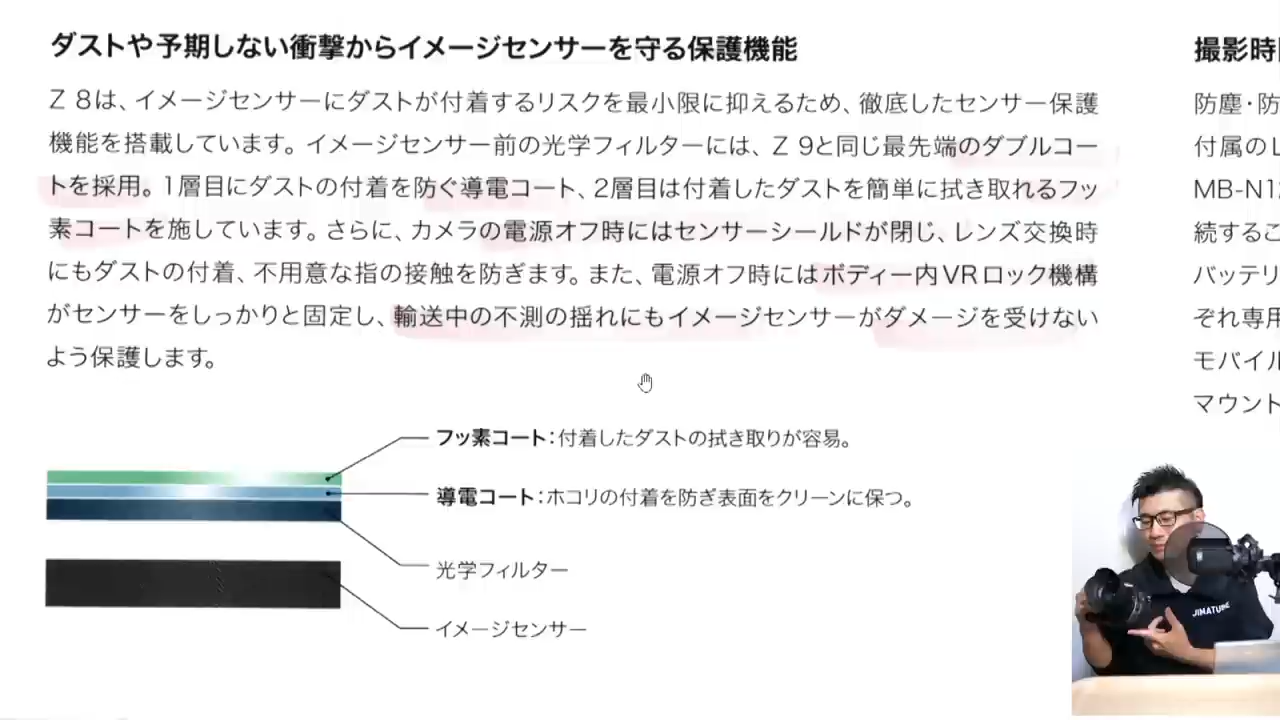 ダストや予期しない衝撃からイメージセンサーを守る保護機能
Z 8は、イメージセンサーにダストが付着するリスクを最小限に抑えるため、徹底したセンサー保護
機能を搭載しています。イメージセンサー前の光学フィルターには、Z 9と同じ最先端のダブルコー
トを採用。1層目にダストの付着を防ぐ導電コート、2層目は付着したダストを簡単に拭き取れるフッ
素コートを施しています。さらに、カメラの電源オフ時にはセンサーシールドが閉じ、レンズ交換時
にもダストの付着、不用意な指の接触を防ぎます。また、電源オフ時にはボディー内VRロック機構
がセンサーをしっかりと固定し、輸送中の不測の揺れにもイメージセンサーがダメージを受けない
よう保護します。
フッ素コート:付着したダストの拭き取りが容易。
導電コート:ホコリの付着を防ぎ表面をクリーンに保つ。
光学フィルター
イメージセンサー
撮影時
防塵・防
付属の
MB-N1
続するこ
バッテリ
ぞれ専用
モバイル
マウント
JIMATUNE